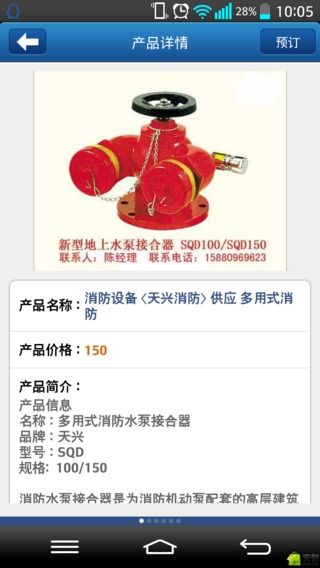 28% 10:05
产品详情
预订
新型地上水泵接合器 SQD100/SQD150
联系人：陈经理 联系电话：15880969623
产品名称：消防设备〈天兴消防〉供应 多用式消
防
产品价格：150
产品简介：
产品信息
名称：多用式消防水泵接合器
品牌：天兴
型号：SQD
规格: 100/150
消防水泵接合器是为消防机动泵配套的高层建筑